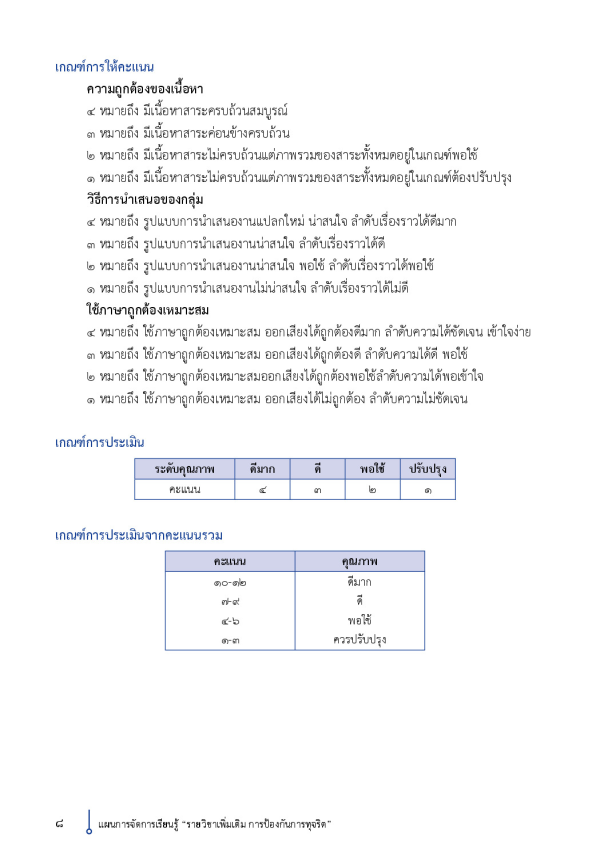 เกณฑ์การให้คะแนน
ความถูกต้องของเนื้อหา
๔ หมายถึง มีเนื้อหาสาระครบถ้วนสมบูรณ์
๓ หมายถึง มีเนื้อหาสาระค่อนข้างครบถ้วน
๒ หมายถึง มีเนื้อหาสาระไม่ครบถ้วนแต่ภาพรวมของสาระทั้งหมดอยู่ในเกณฑ์พอใช้
๑ หมายถึง มีเนื้อหาสาระไม่ครบถ้วนแต่ภาพรวมของสาระทั้งหมดอยู่ในเกณฑ์ต้องปรับปรุง
วิธีการนำเสนอของกลุ่ม
๔ หมายถึง รูปแบบการนำเสนองานแปลกใหม่ น่าสนใจ ลำดับเรื่องราวได้ดีมาก
๓ หมายถึง รูปแบบการนำเสนองานน่าสนใจ ลำดับเรื่องราวได้ดี
๒ หมายถึง รูปแบบการนำเสนองานน่าสนใจ พอใช้ ลำดับเรื่องราวได้พอใช้
๑ หมายถึง รูปแบบการนำเสนองานไม่น่าสนใจ ลำดับเรื่องราวได้ไม่ดี
ใช้ภาษาถูกต้องเหมาะสม
๔ หมายถึง ใช้ภาษาถูกต้องเหมาะสม ออกเสียงได้ถูกต้องดีมาก ลำดับความได้ชัดเจน เข้าใจง่าย
๓ หมายถึง ใช้ภาษาถูกต้องเหมาะสม ออกเสียงได้ถูกต้องดี ลำดับความได้ดี พอใช้
๒ หมายถึง ใช้ภาษาถูกต้องเหมาะสมออกเสียงได้ถูกต้องพอใช้ลำดับความได้พอเข้าใจ
๑ หมายถึง ใช้ภาษาถูกต้องเหมาะสม ออกเสียงได้ไม่ถูกต้อง ลำดับความไม่ชัดเจน
เกณฑ์การประเมิน
ระดับคุณภาพ ดีมาก ดี พอใช้ ปรับปรุง
คะแนน ๔ ๓ ๒ ๑
เกณฑ์การประเมินจากคะแนนรวม
คะแนน คุณภาพ
๑๐-๑๒ ดีมาก
๗-๙ ดี
๔-๖ พอใช้
๑-๓ ควรปรับปรุง
๘ แผนการจัดการเรียนรู้ “รายวิชาเพิ่มเติม การป้องกันการทุจริต”